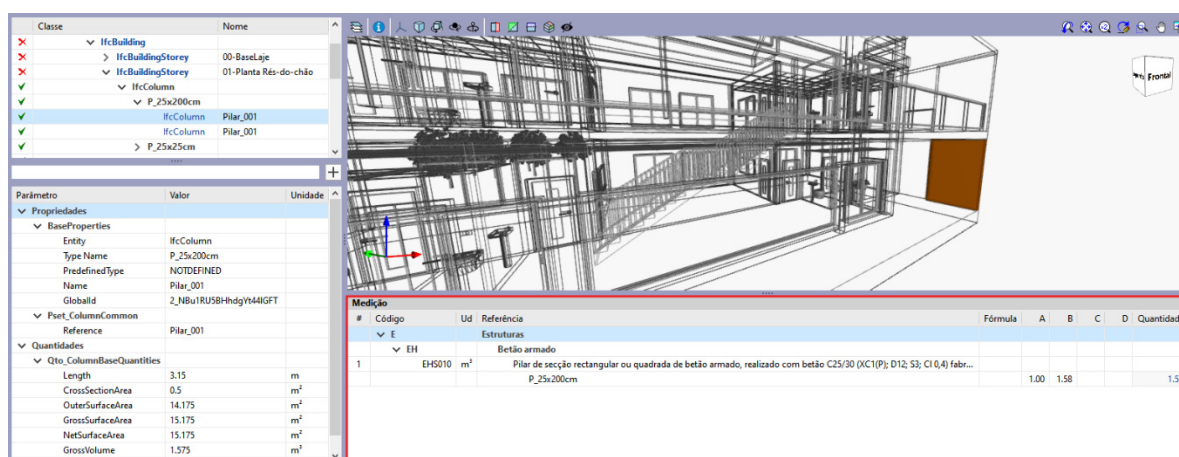 Classe Nome
IfcBuilding
IfcBuildingStorey 00-BaseLaje
IfcBuildingStorey 01-Planta Rés-do-chão
IfcColumn
P_25x200cm
IfcColumn Pilar_001
IfcColumn Pilar_001
P_25x25cm
Parâmetro Valor Unidade
Propriedades
BaseProperties
Entity IfcColumn
Type Name P_25x200cm
PredefinedType NOTDEFINED
Name Pilar_001
GlobalId 2_NBu1RU5BHhdgYt44IGFT
Pset_ColumnCommon
Reference Pilar_001
Quantidades
Qto_ColumnBaseQuantities
Length 3.15 m
CrossSectionArea 0.5 m²
OuterSurfaceArea 14.175 m²
GrossSurfaceArea 15.175 m²
NetSurfaceArea 15.175 m²
GrossVolume 1.575 m³
Frontal
Medição
# Código Ud Referência Fórmula A B C D Quantidad
E Estruturas
EH Betão armado
1 EHS010 m³ Pilar de secção rectangular ou quadrada de betão armado, realizado com betão C25/30 (XC1(P); D12; S3; Cl 0,4) fabr...
P_25x200cm 1.00 1.58 1.5